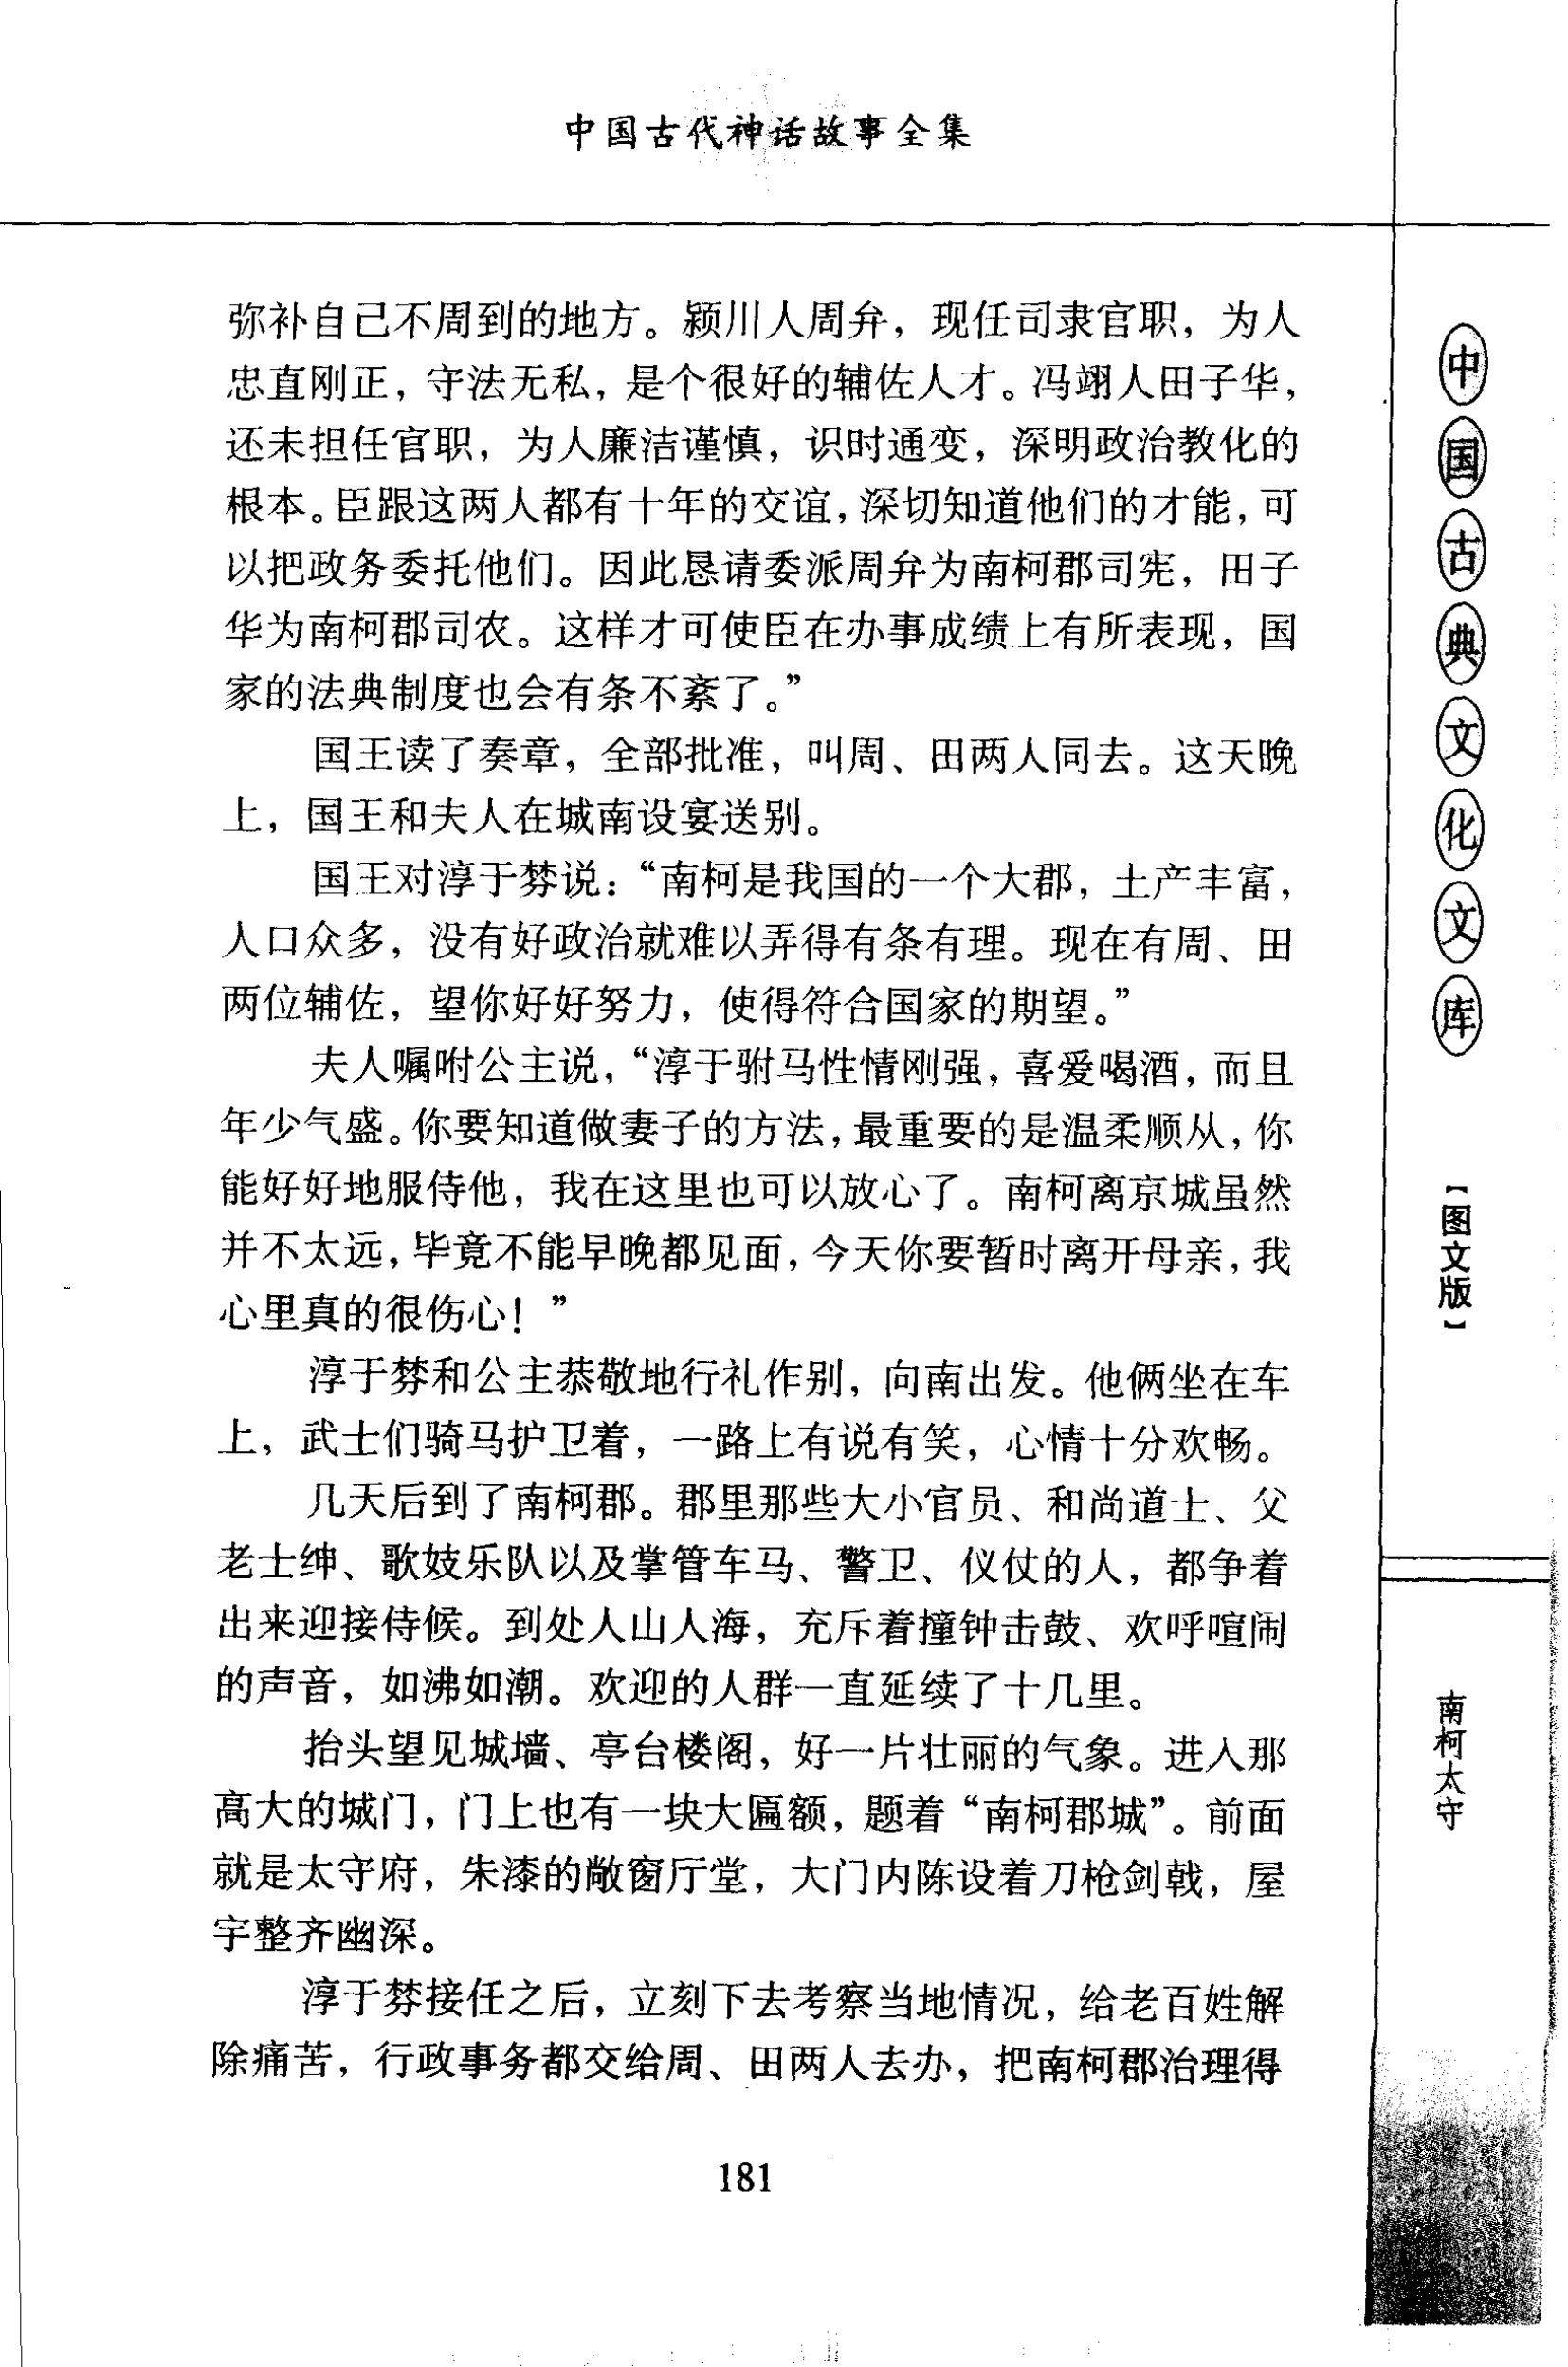 中国古代神话故事全集
弥补自己不周到的地方。颍川人周弁，现任司隶官职，为人
忠直刚正，守法无私，是个很好的辅佐人才。冯翊人田子华，
还未担任官职，为人廉洁谨慎，识时通变，深明政治教化的
根本。臣跟这两人都有十年的交谊，深切知道他们的才能，可
以把政务委托他们。因此恳请委派周弁为南柯郡司宪，田子
华为南柯郡司农。这样才可使臣在办事成绩上有所表现，国
家的法典制度也会有条不紊了。”
国王读了奏章，全部批准，叫周、田两人同去。这天晚
上，国王和夫人在城南设宴送别。
国王对淳于棼说：“南柯是我国的一个大郡，土产丰富，
人口众多，没有好政治就难以弄得有条有理。现在有周、田
两位辅佐，望你好好努力，使得符合国家的期望。”
夫人嘱咐公主说，“淳于驸马性情刚强，喜爱喝酒，而且
年少气盛。你要知道做妻子的方法，最重要的是温柔顺从，你
能好好地服侍他，我在这里也可以放心了。南柯离京城虽然
并不太远，毕竟不能早晚都见面，今天你要暂时离开母亲，我
心里真的很伤心！”
淳于棼和公主恭敬地行礼作别，向南出发。他俩坐在车
上，武士们骑马护卫着，一路上有说有笑，心情十分欢畅。
几天后到了南柯郡。郡里那些大小官员、和尚道士、父
老士绅、歌妓乐队以及掌管车马、警卫、仪仗的人，都争着
出来迎接侍候。到处人山人海，充斥着撞钟击鼓、欢呼喧闹
的声音，如沸如潮。欢迎的人群一直延续了十几里。
抬头望见城墙、亭台楼阁，好一片壮丽的气象。进入那
高大的城门，门上也有一块大匾额，题着“南柯郡城”。前面
就是太守府，朱漆的敞窗厅堂，大门内陈设着刀枪剑戟，屋
宇整齐幽深。
淳于棼接任之后，立刻下去考察当地情况，给老百姓解
除痛苦，行政事务都交给周、田两人去办，把南柯郡治理得
181
中国古典文化文库
【图文版】
南柯太守